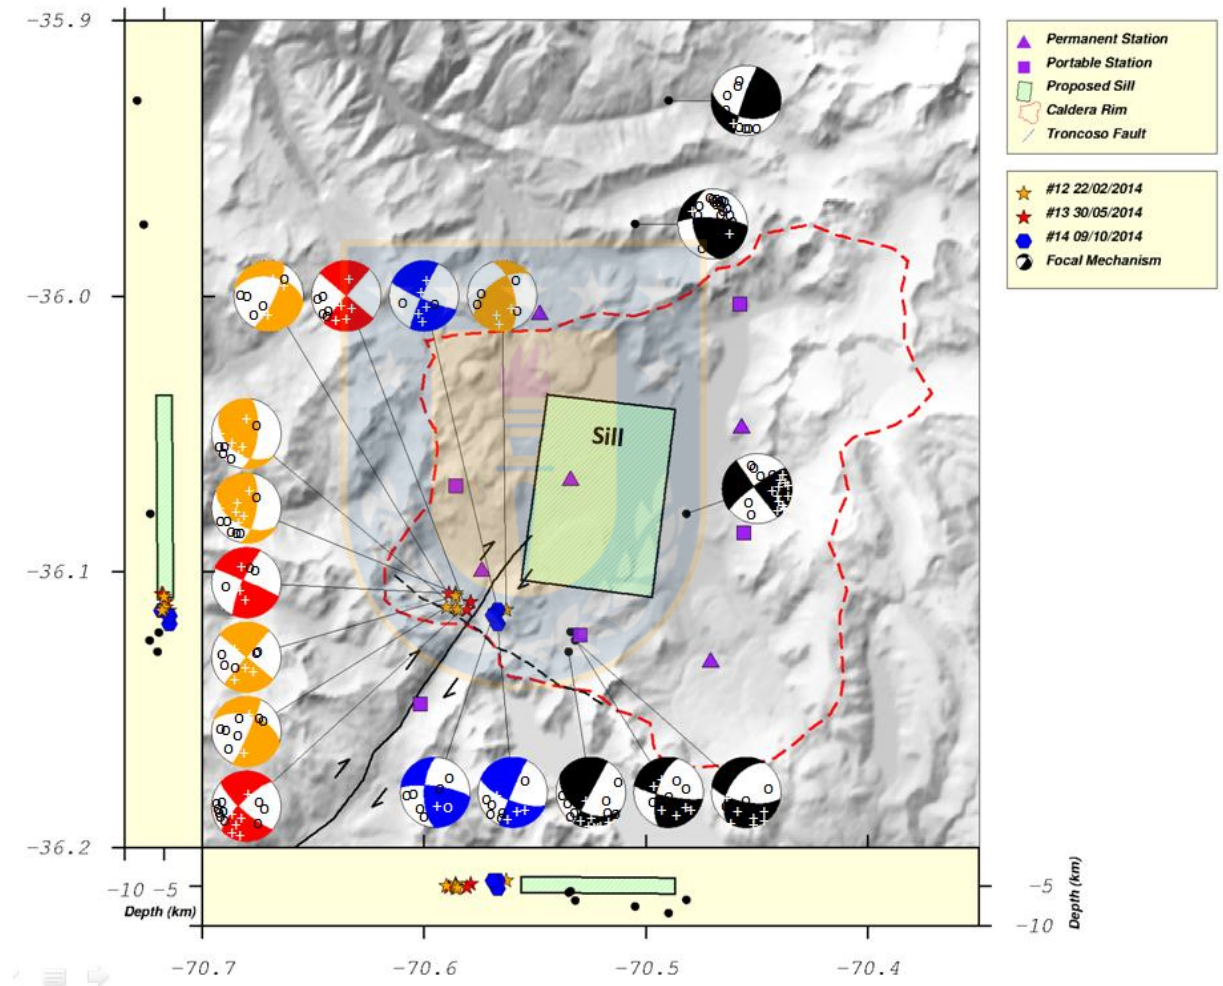 -35.9
-36.0
-36.1
-36.2
Permanent Station
Portable Station
Proposed Sill
Caldera Rim
Troncoso Fault
#12 22/02/2014
#13 30/05/2014
#14 09/10/2014
Focal Mechanism
Sill
-10 -5
Depth (km)
-5
-10
Depth (km)
-70.7
-70.6
-70.5
-70.4